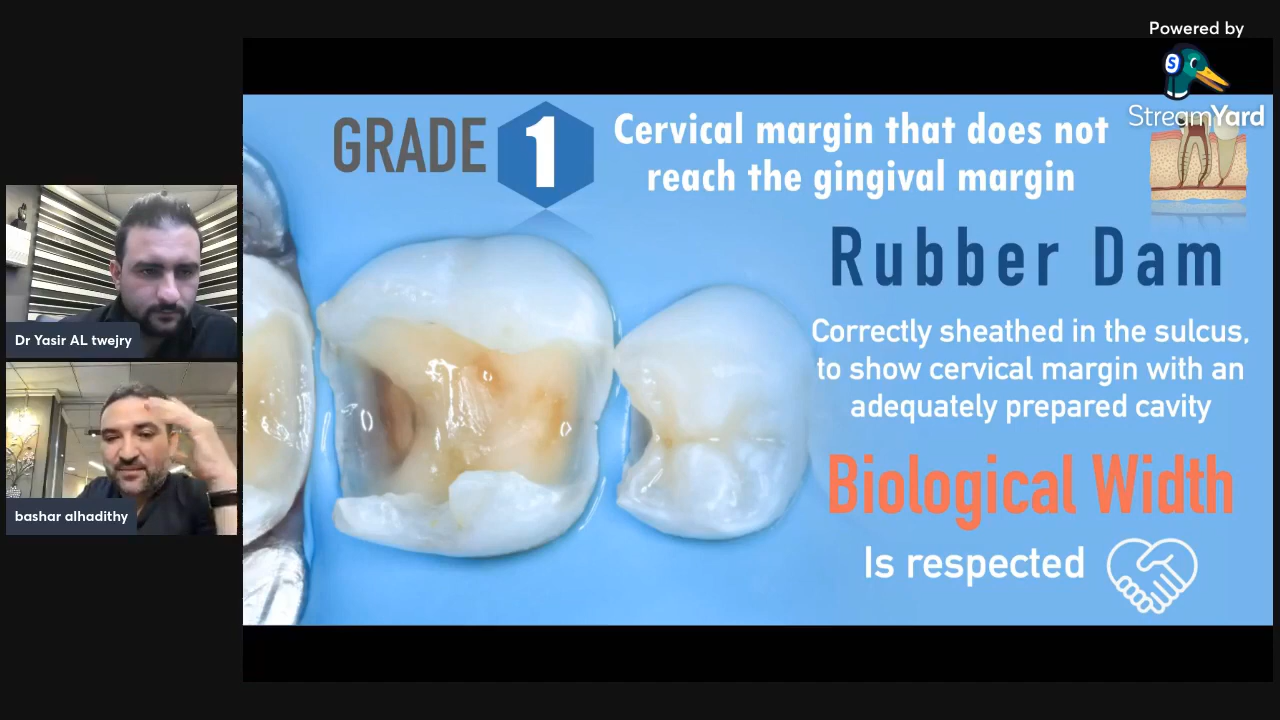 Powered by
StreamYard
GRADE 1
Cervical margin that does not
reach the gingival margin
Rubber Dam
Correctly sheathed in the sulcus,
to show cervical margin with an
adequately prepared cavity
Biological Width
Is respected
Dr Yasir AL twejry
bashar alhadithy
S